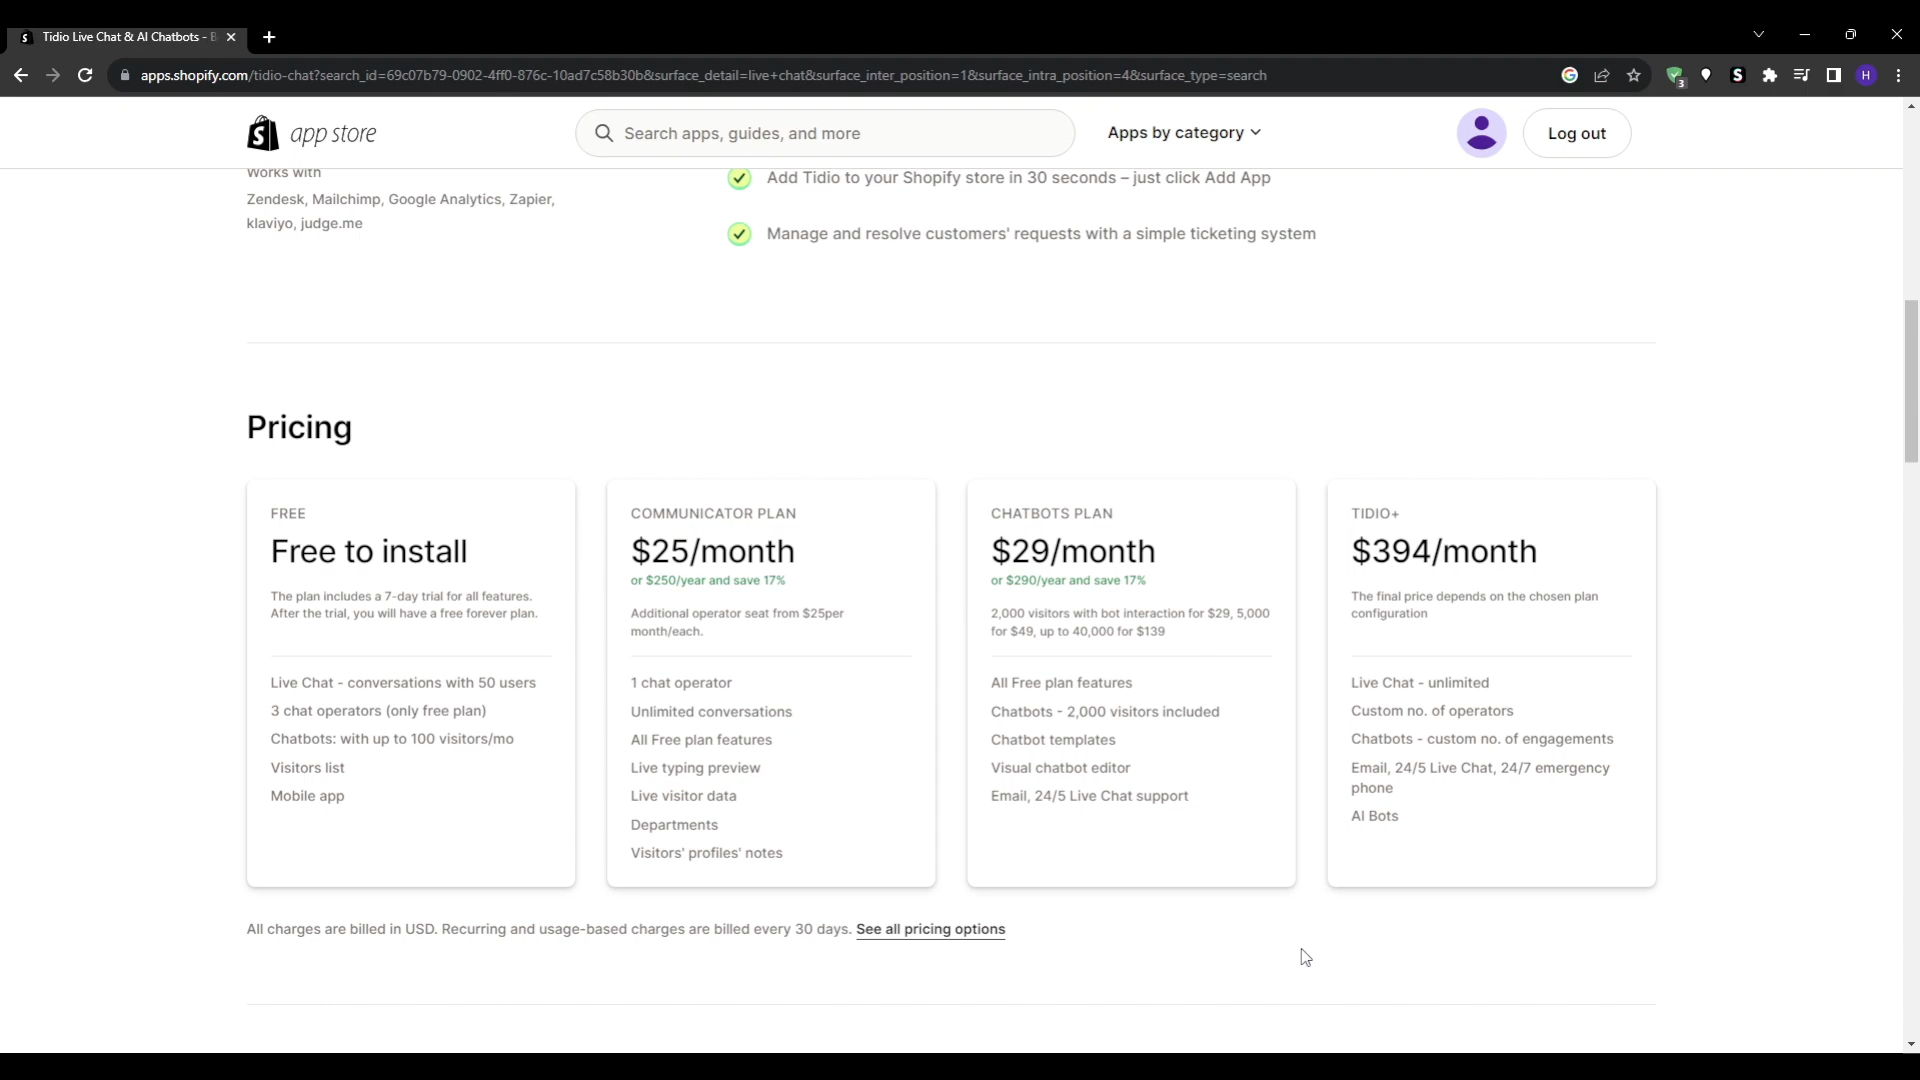 Tidio Live Chat & AI Chatbots - B
apps.shopify.com/tidio-chat?search_id=69c07b79-0902-4ff0-876c-10ad7c58b30b&surface_detail=live+chat&surface_inter_position=1&surface_intra_position=4&surface_type=search
3
H
app store
Search apps, guides, and more
Apps by category
Log out
Works with
Zendesk, Mailchimp, Google Analytics, Zapier,
klaviyo, judge.me
Add Tidio to your Shopify store in 30 seconds – just click Add App
Manage and resolve customers' requests with a simple ticketing system
Pricing
FREE
Free to install
The plan includes a 7-day trial for all features.
After the trial, you will have a free forever plan.
Live Chat - conversations with 50 users
3 chat operators (only free plan)
Chatbots: with up to 100 visitors/mo
Visitors list
Mobile app
COMMUNICATOR PLAN
$25/month
or $250/year and save 17%
Additional operator seat from $25per
month/each.
1 chat operator
Unlimited conversations
All Free plan features
Live typing preview
Live visitor data
Departments
Visitors' profiles' notes
CHATBOTS PLAN
$29/month
or $290/year and save 17%
2,000 visitors with bot interaction for $29, 5,000
for $49, up to 40,000 for $139
All Free plan features
Chatbots - 2,000 visitors included
Chatbot templates
Visual chatbot editor
Email, 24/5 Live Chat support
TIDIO+
$394/month
The final price depends on the chosen plan
configuration
Live Chat - unlimited
Custom no. of operators
Chatbots - custom no. of engagements
Email, 24/5 Live Chat, 24/7 emergency
phone
AI Bots
All charges are billed in USD. Recurring and usage-based charges are billed every 30 days. See all pricing options